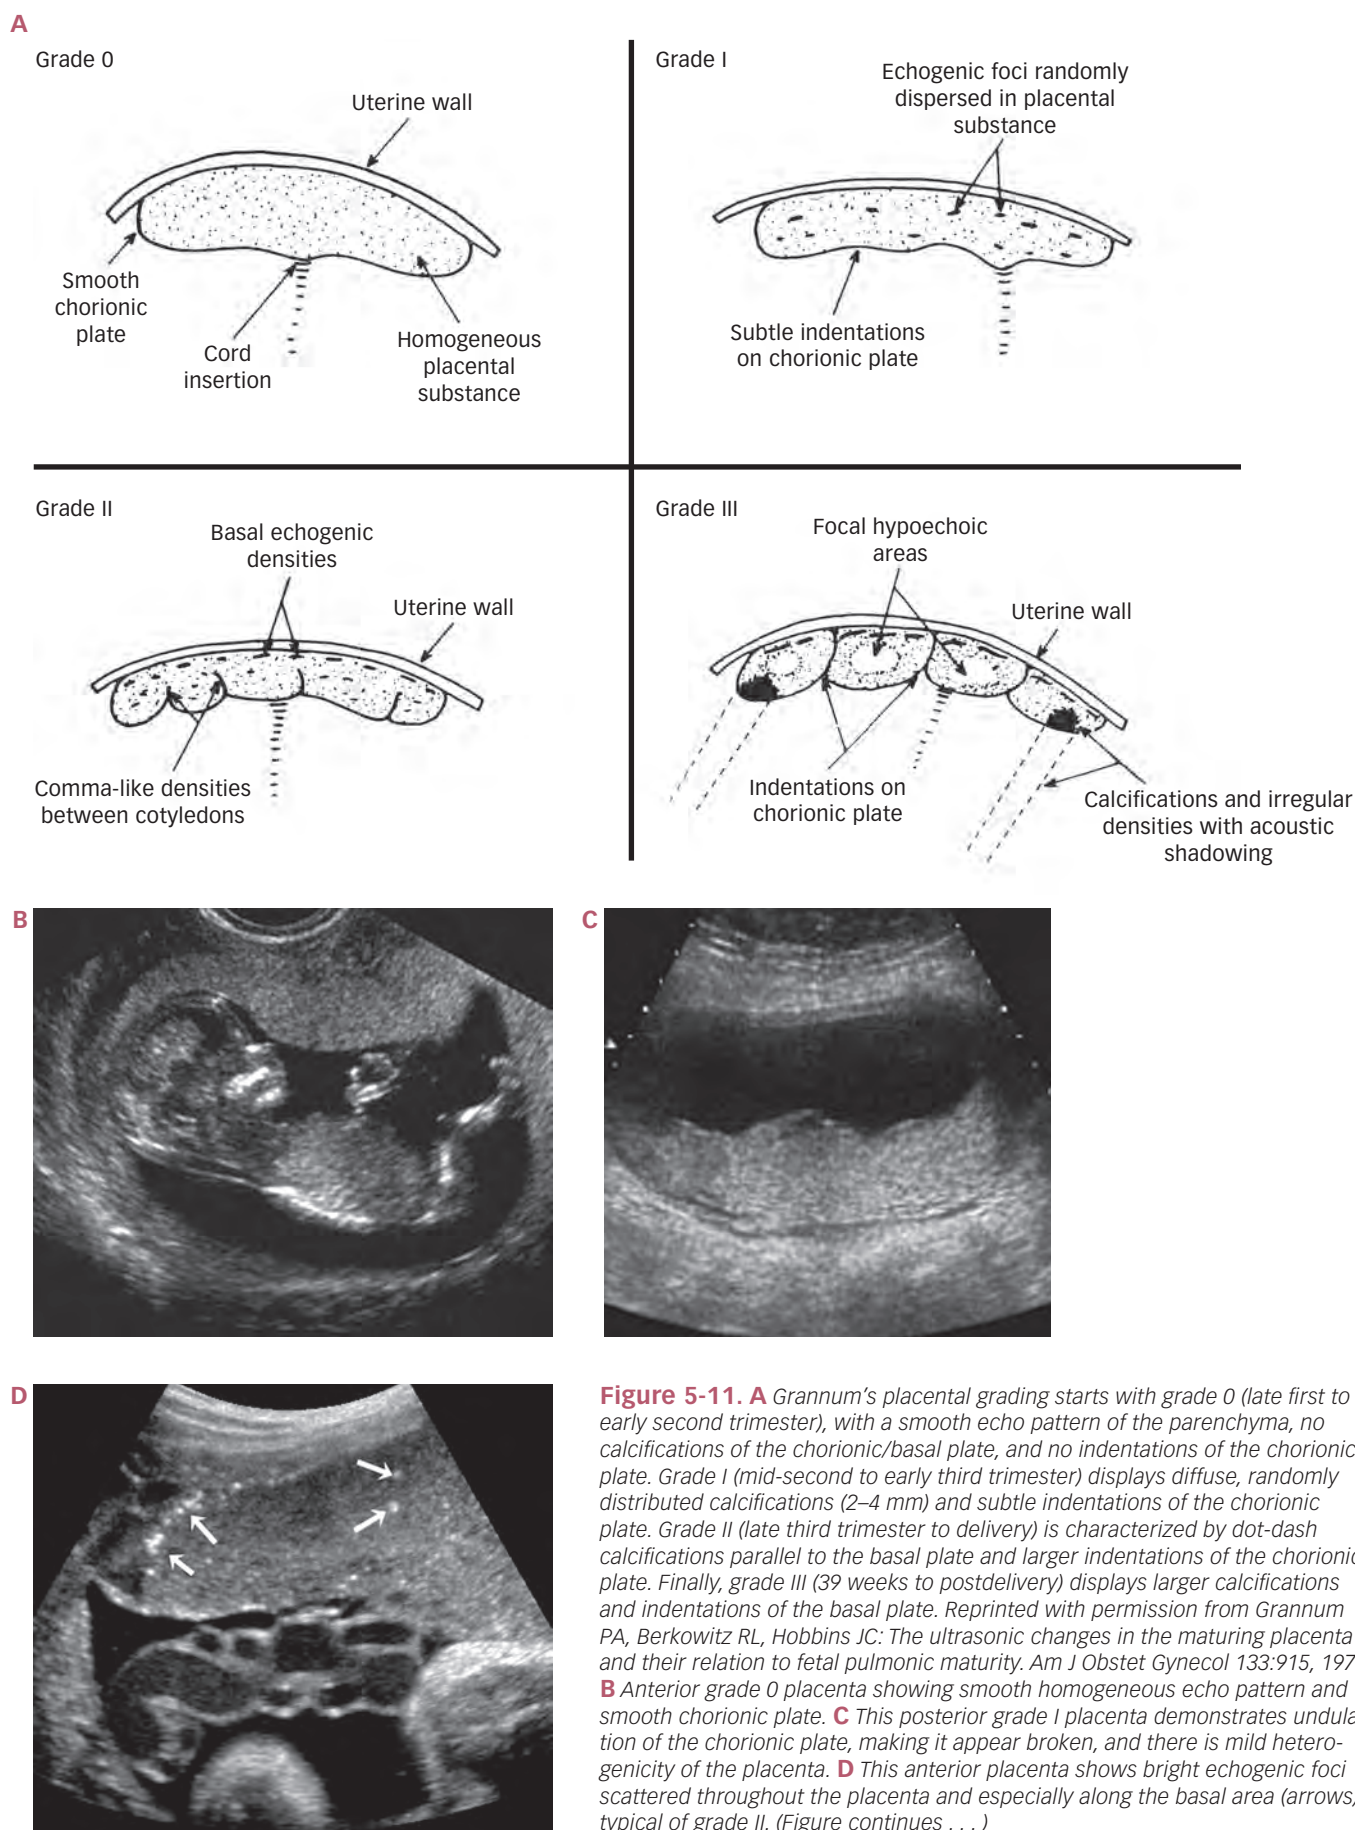 A
Grade 0
Uterine wall
Smooth
chorionic
plate
Cord
insertion
Homogeneous
placental
substance
Grade I
Echogenic foci randomly
dispersed in placental
substance
Subtle indentations
on chorionic plate
Grade II
Basal echogenic
densities
Uterine wall
Comma-like densities
between cotyledons
Grade III
Focal hypoechoic
areas
Uterine wall
Indentations on
chorionic plate
Calcifications and irregular
densities with acoustic
shadowing
B
C
D
Figure 5-11. A Grannum's placental grading starts with grade 0 (late first to
early second trimester), with a smooth echo pattern of the parenchyma, no
calcifications of the chorionic/basal plate, and no indentations of the chorionic
plate. Grade I (mid-second to early third trimester) displays diffuse, randomly
distributed calcifications (2–4 mm) and subtle indentations of the chorionic
plate. Grade II (late third trimester to delivery) is characterized by dot-dash
calcifications parallel to the basal plate and larger indentations of the chorionic
plate. Finally, grade III (39 weeks to postdelivery) displays larger calcifications
and indentations of the basal plate. Reprinted with permission from Grannum
PA, Berkowitz RL, Hobbins JC: The ultrasonic changes in the maturing placenta
and their relation to fetal pulmonic maturity. Am J Obstet Gynecol 133:915, 197
B Anterior grade 0 placenta showing smooth homogeneous echo pattern and
smooth chorionic plate. C This posterior grade I placenta demonstrates undula
tion of the chorionic plate, making it appear broken, and there is mild hetero-
genicity of the placenta. D This anterior placenta shows bright echogenic foci
scattered throughout the placenta and especially along the basal area (arrows)
typical of grade II. (Figure continues . . . )